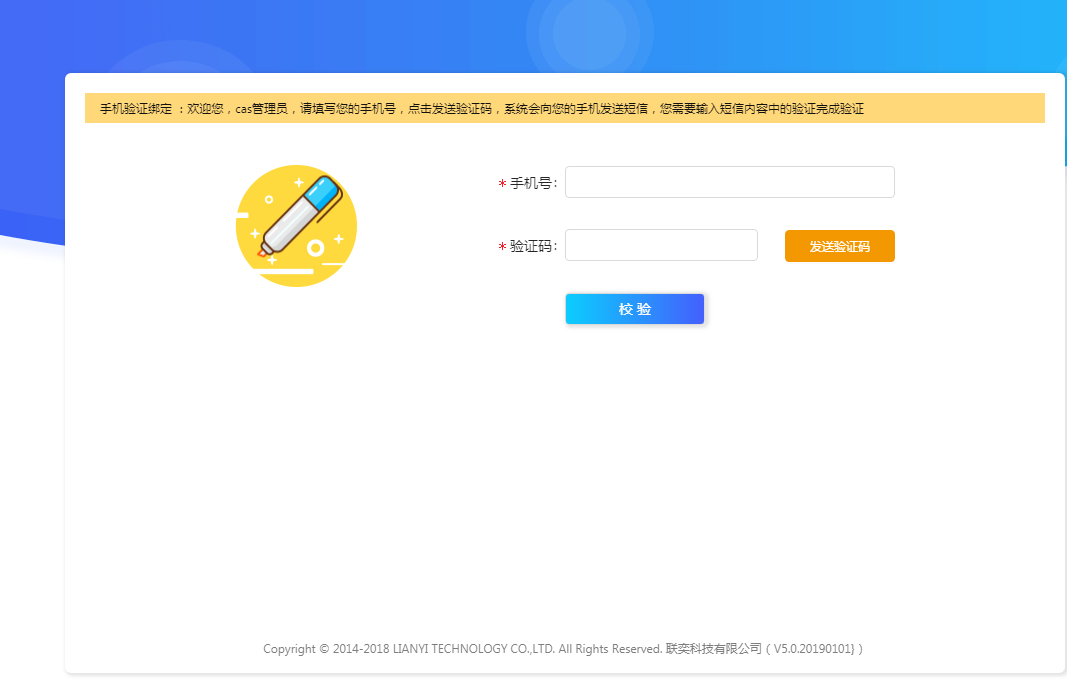 手机验证绑定 ：欢迎您，cas管理员，请填写您的手机号，点击发送验证码，系统会向您的手机发送短信，您需要输入短信内容中的验证完成验证
* 手机号：
* 验证码： 发送验证码
校 验
Copyright © 2014-2018 LIANYI TECHNOLOGY CO.,LTD. All Rights Reserved. 联奕科技有限公司（ V5.0.20190101} ）